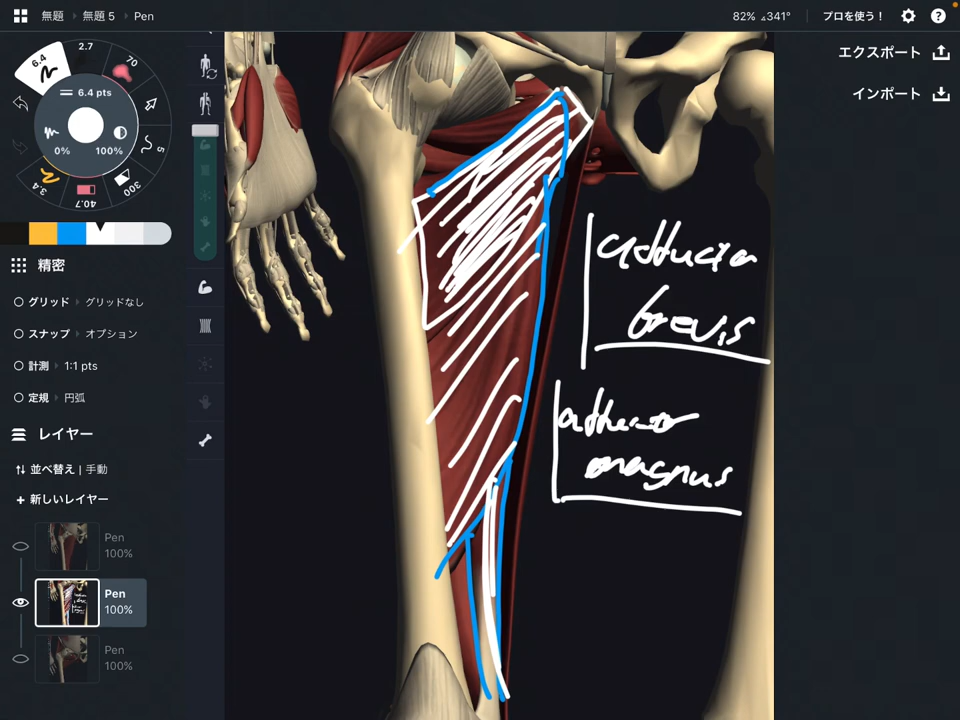 無題 無題 5 Pen
82% ⊿341°
プロを使う！
エクスポート
インポート
2.7
6.4
70
6.4 pts
0% 100%
5
3.4
40.7
300
精密
グリッド グリッドなし
スナップ オプション
計測 1:1 pts
定規 円弧
レイヤー
並べ替え | 手動
+ 新しいレイヤー
Pen
100%
Pen
100%
Pen
100%
brevis
magnus